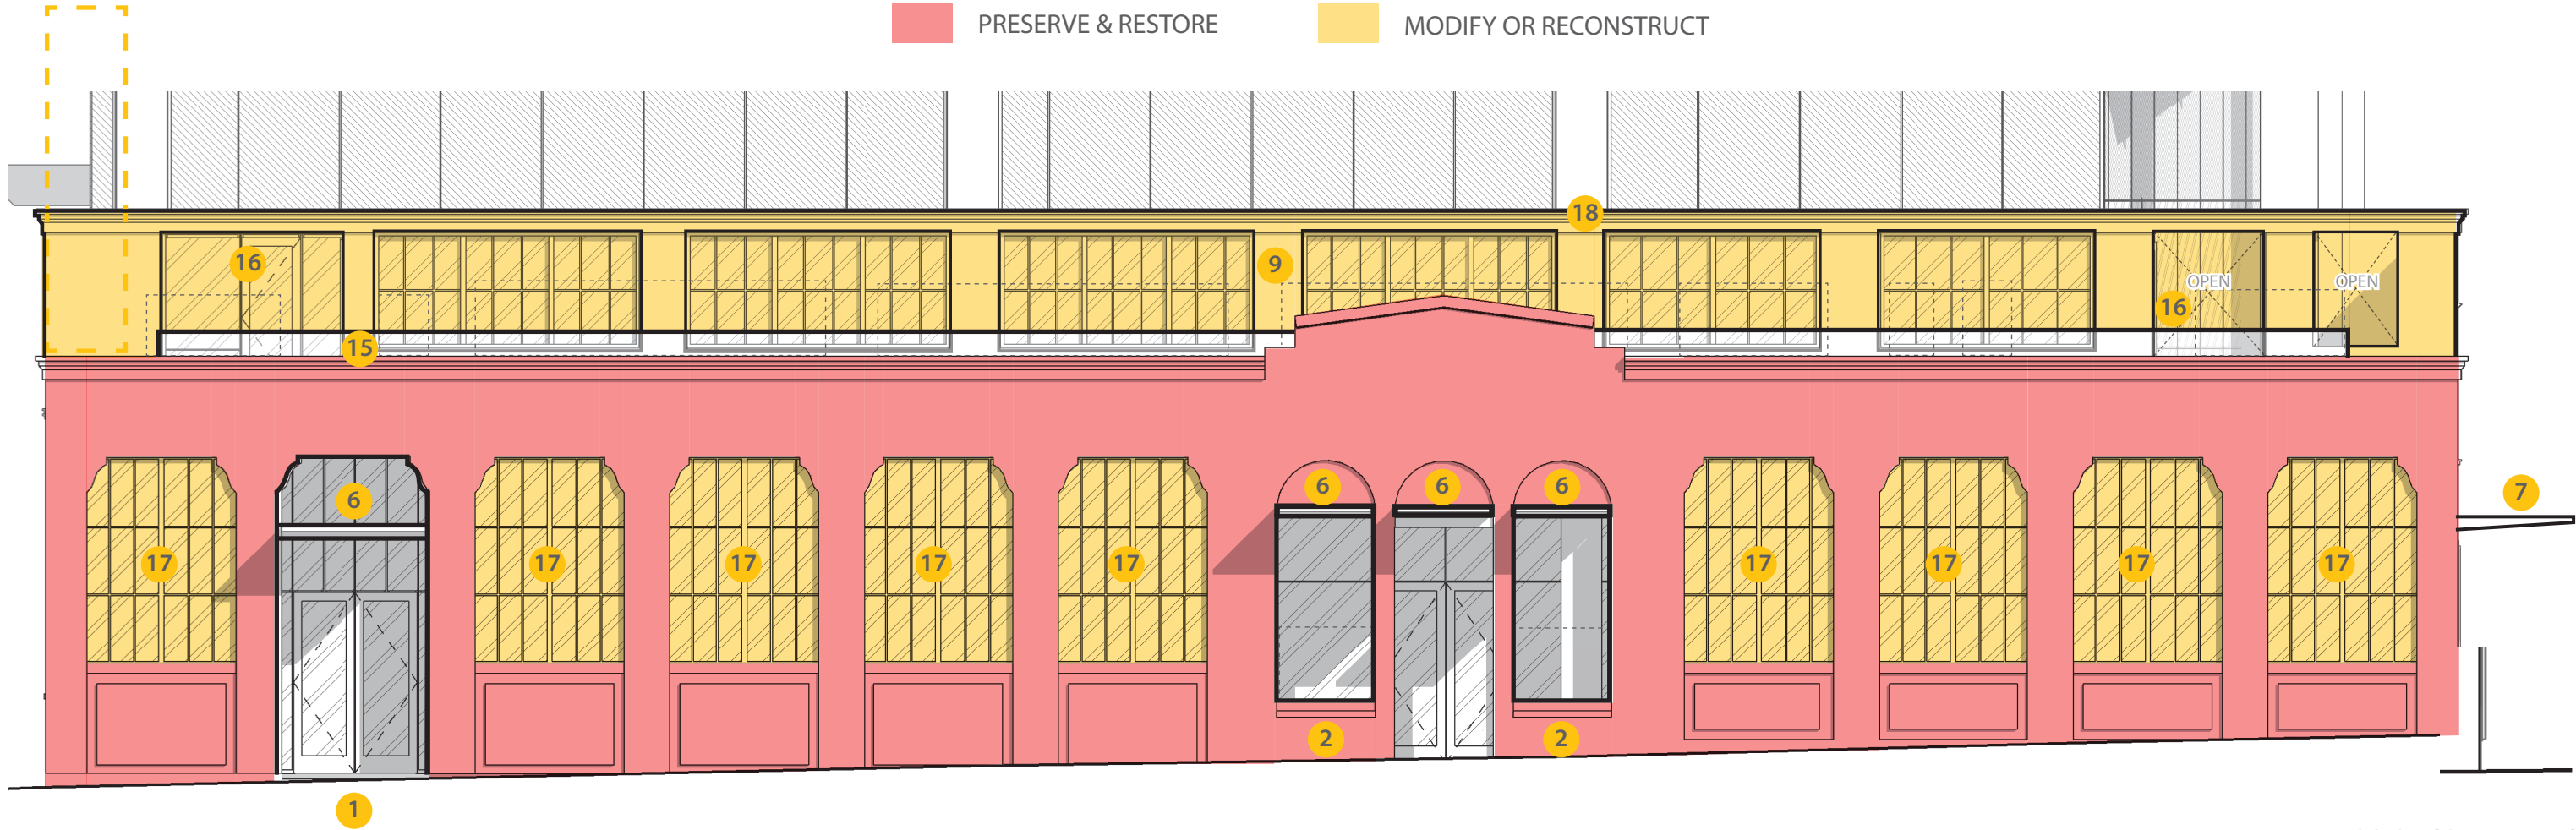 PRESERVE & RESTORE MODIFY OR RECONSTRUCT
18
16 9
OPEN OPEN
16
15
6 6 6 6 7
17 17 17 17 17 17 17 17 17
2 2
1